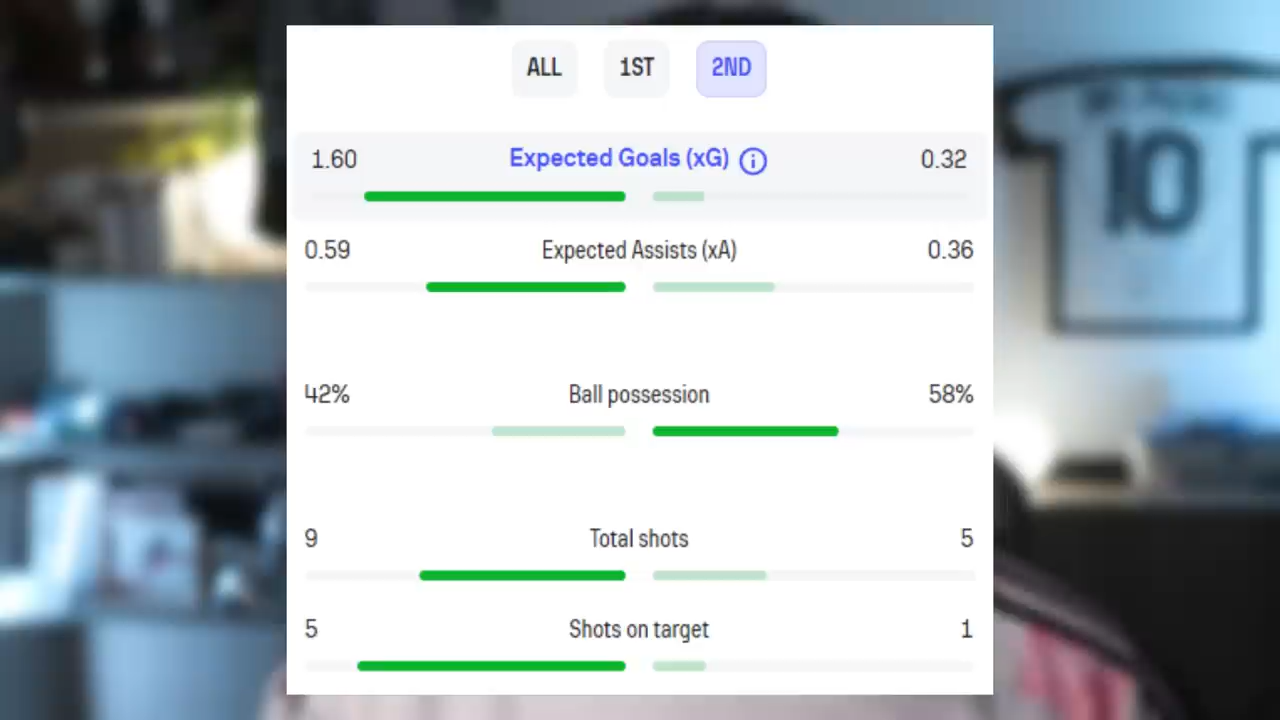 ALL 1ST 2ND
1.60 Expected Goals (xG) 0.32
0.59 Expected Assists (xA) 0.36
42% Ball possession 58%
9 Total shots 5
5 Shots on target 1
10